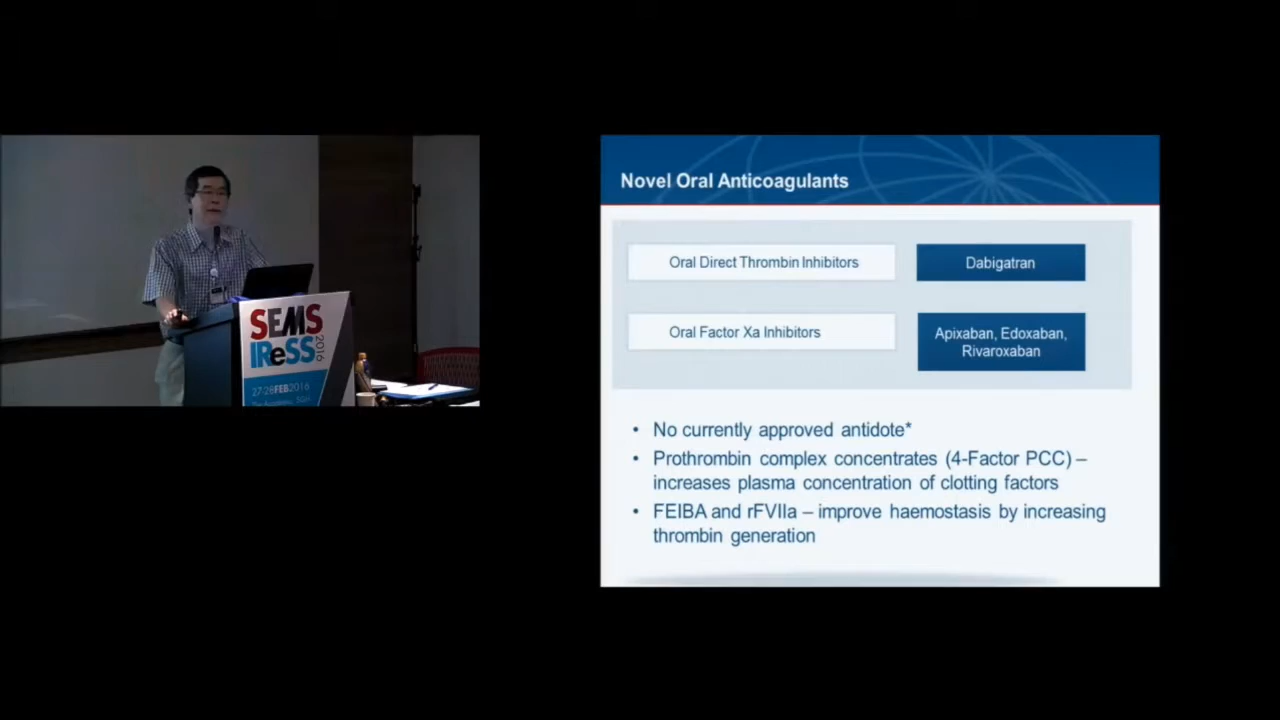 SEMS
IReSS
2016
27-28FEB2016
Novel Oral Anticoagulants
Oral Direct Thrombin Inhibitors
Dabigatran
Oral Factor Xa Inhibitors
Apixaban, Edoxaban,
Rivaroxaban
• No currently approved antidote*
• Prothrombin complex concentrates (4-Factor PCC) –
increases plasma concentration of clotting factors
• FEIBA and rFVIIa – improve haemostasis by increasing
thrombin generation